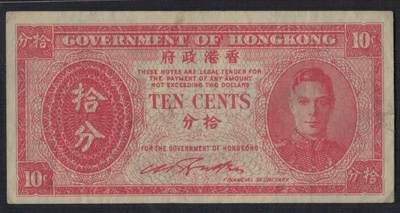 分拾 GOVERNMENT OF HONGKONG 10¢
府政港香
THESE NOTES ARE LEGAL TENDER FOR
THE PAYMENT OF ANY AMOUNT
NOT EXCEEDING TWO DOLLARS
拾分
TEN CENTS
分拾
FOR THE GOVERNMENT OF HONGKONG
FINANCIAL SECRETARY
10¢ 分拾